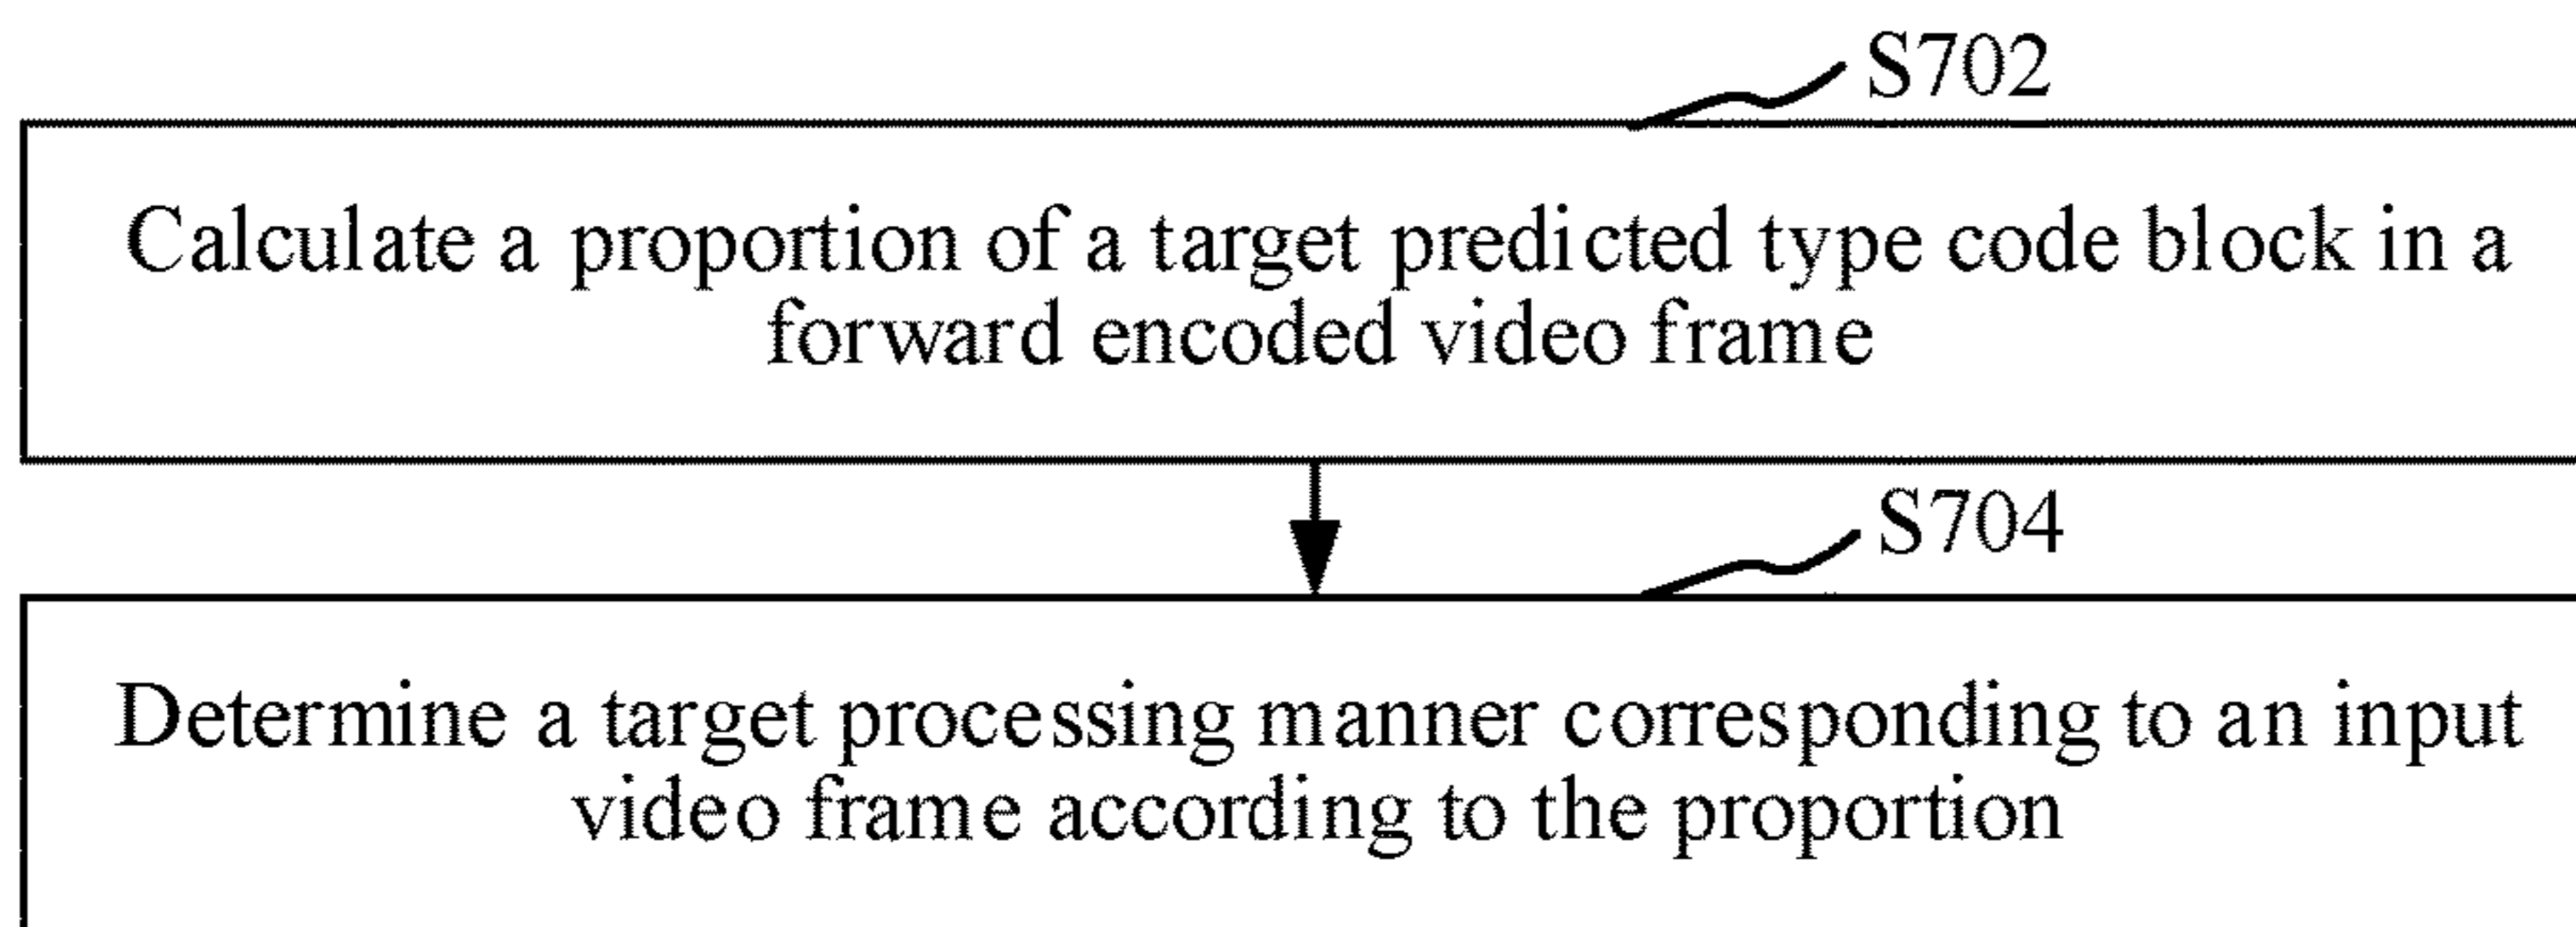 S702
Calculate a proportion of a target predicted type code block in a
forward encoded video frame
S704
Determine a target processing manner corresponding to an input
video frame according to the proportion